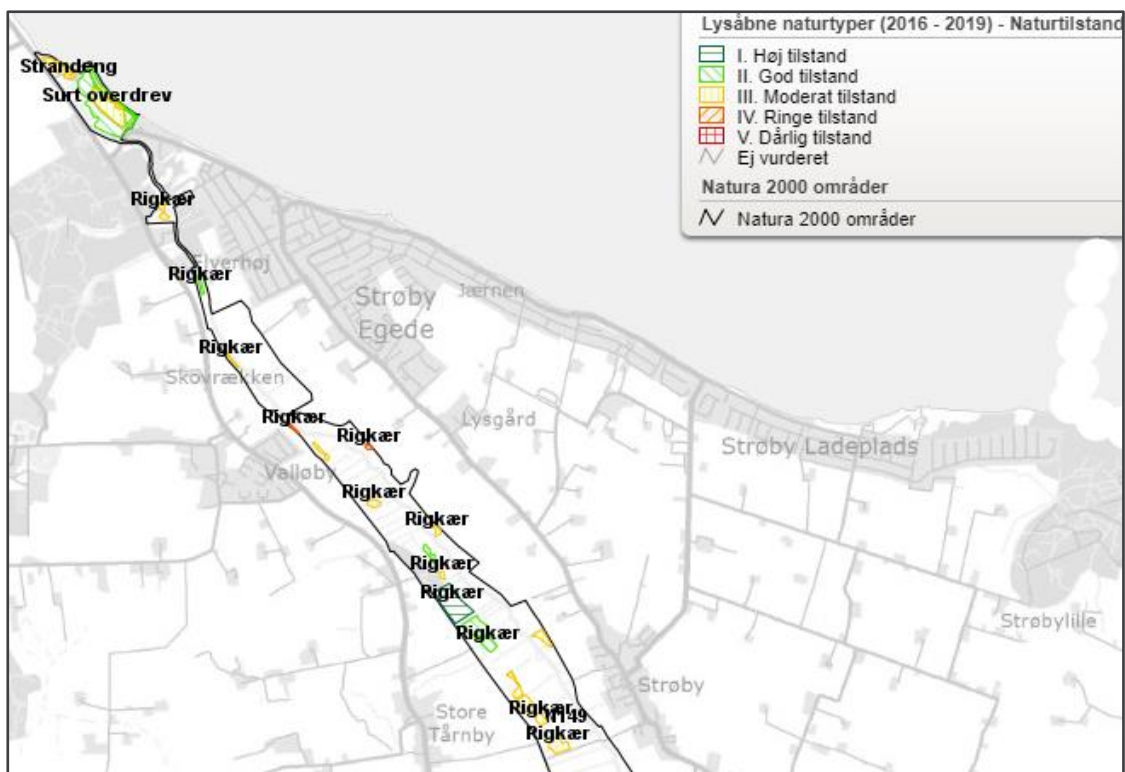 Lysåbne naturtyper (2016 - 2019) - Naturtilstand
I. Høj tilstand
II. God tilstand
III. Moderat tilstand
IV. Ringe tilstand
V. Dårlig tilstand
Ej vurderet
Natura 2000 områder
Natura 2000 områder
Strandeng
Surt overdrev
Rigkær
Elverhøj
Rigkær
Strøby
Egede
Jærnen
Rigkær
Skovrækken
Rigkær
Lysgård
Rigkær
Strøby Ladeplads
Valløby
Rigkær
Rigkær
Rigkær
Rigkær
Rigkær
Strøbylille
Strøby
Rigkær
N149
Store
Tårnby
Rigkær